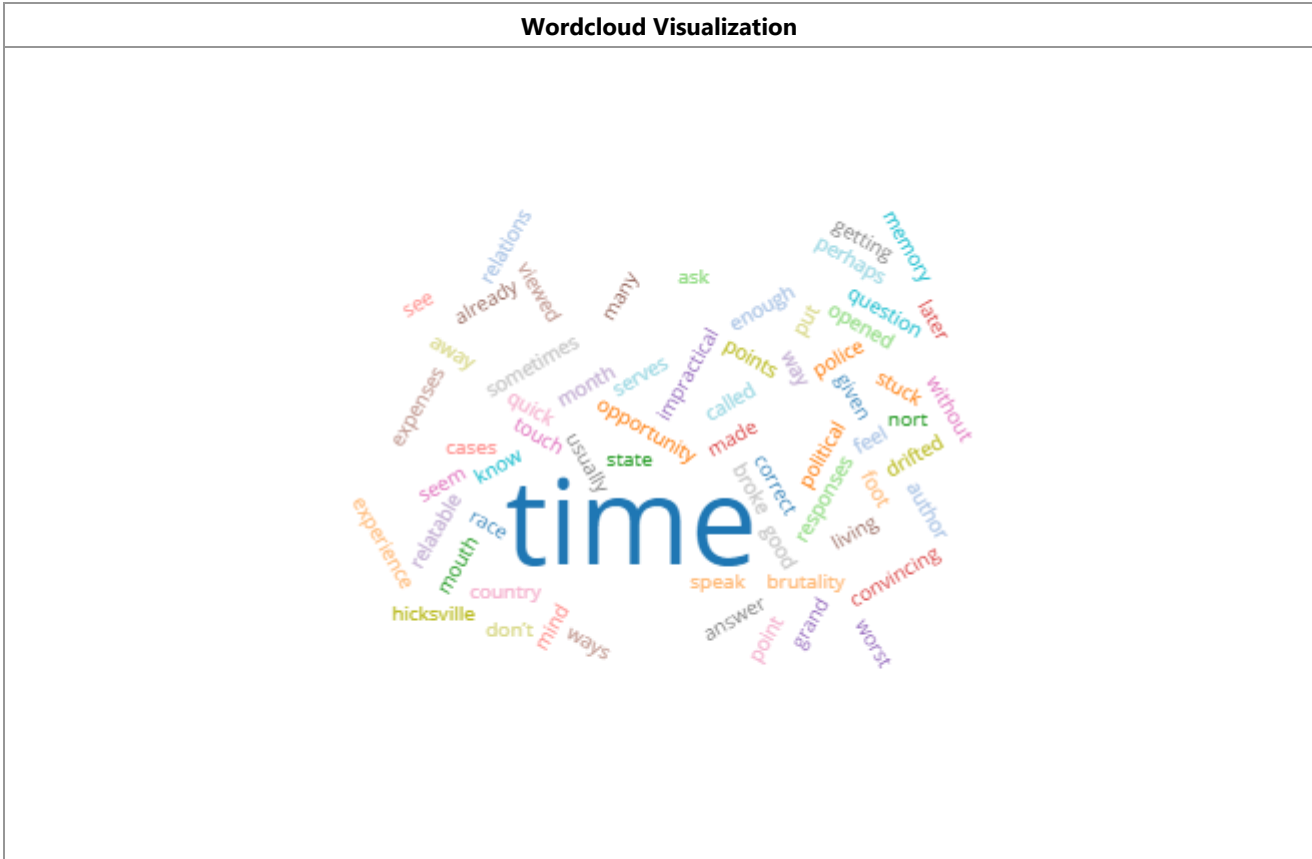 Wordcloud Visualization
relations
memory
getting
perhaps
see
already
viewed
many
ask
enough
put
question
opened
later
away
sometimes
month
serves
impractical
points
way
police
given
stuck
without
expenses
quick
touch
opportunity
called
made
nort
feel
drifted
political
cases
know
usually
state
broke
correct
responses
foot
author
seem
relatable
race
time
good
living
experience
mouth
country
speak
brutality
convincing
hicksville
don't
mind
ways
answer
point
grand
worst